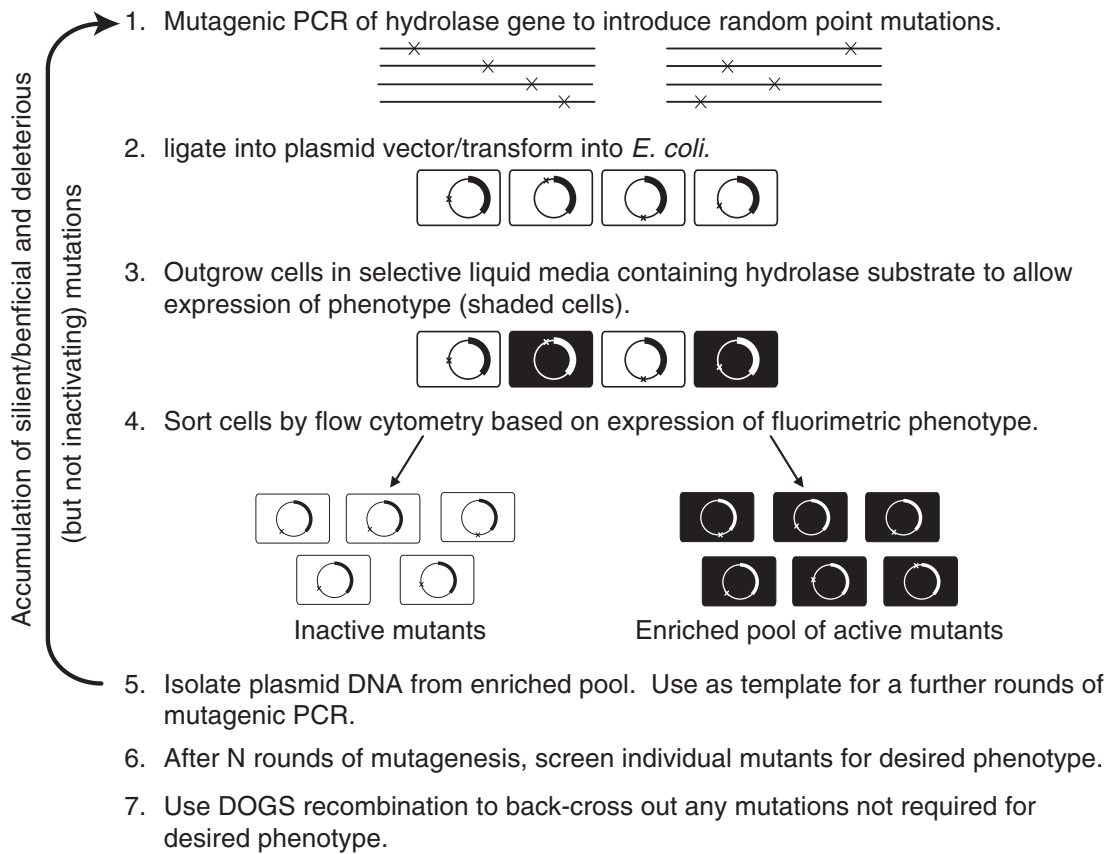 1. Mutagenic PCR of hydrolase gene to introduce random point mutations.
2. ligate into plasmid vector/transform into E. coli.
3. Outgrow cells in selective liquid media containing hydrolase substrate to allow
expression of phenotype (shaded cells).
4. Sort cells by flow cytometry based on expression of fluorimetric phenotype.
Inactive mutants
Enriched pool of active mutants
5. Isolate plasmid DNA from enriched pool. Use as template for a further rounds of
mutagenic PCR.
6. After N rounds of mutagenesis, screen individual mutants for desired phenotype.
7. Use DOGS recombination to back-cross out any mutations not required for
desired phenotype.
Accumulation of silient/benficial and deleterious
(but not inactivating) mutations